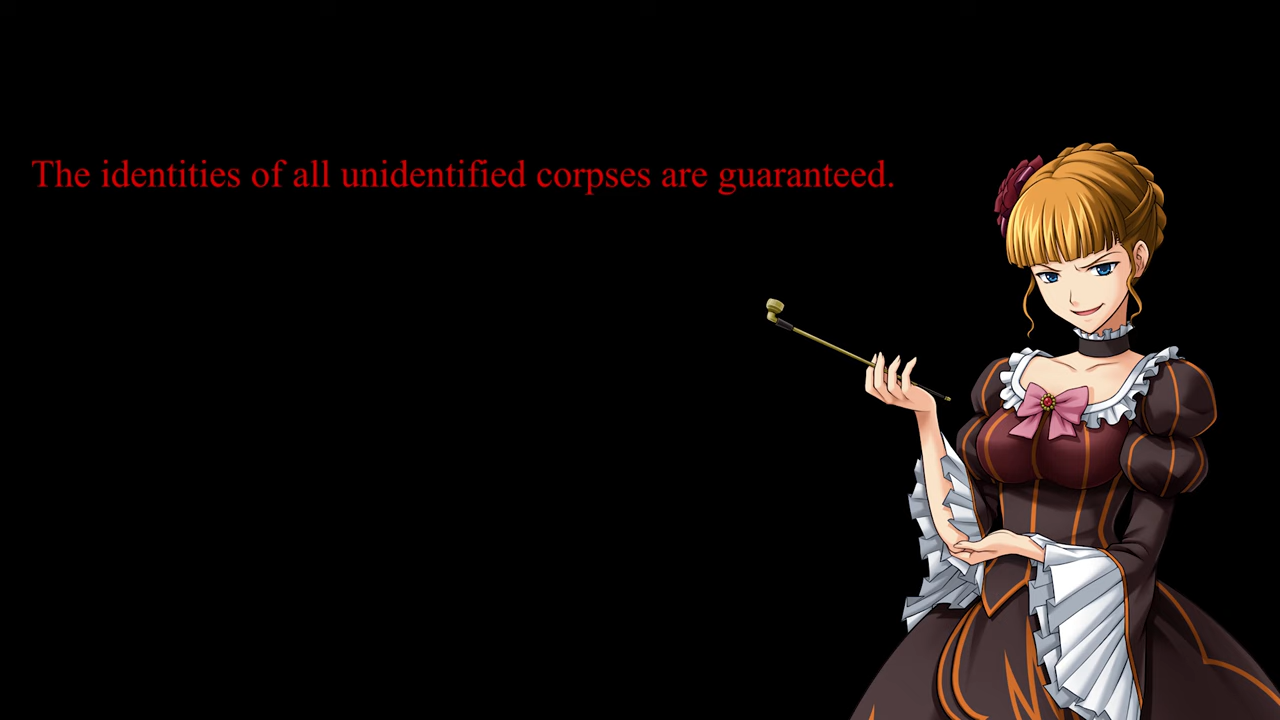 The identities of all unidentified corpses are guaranteed.